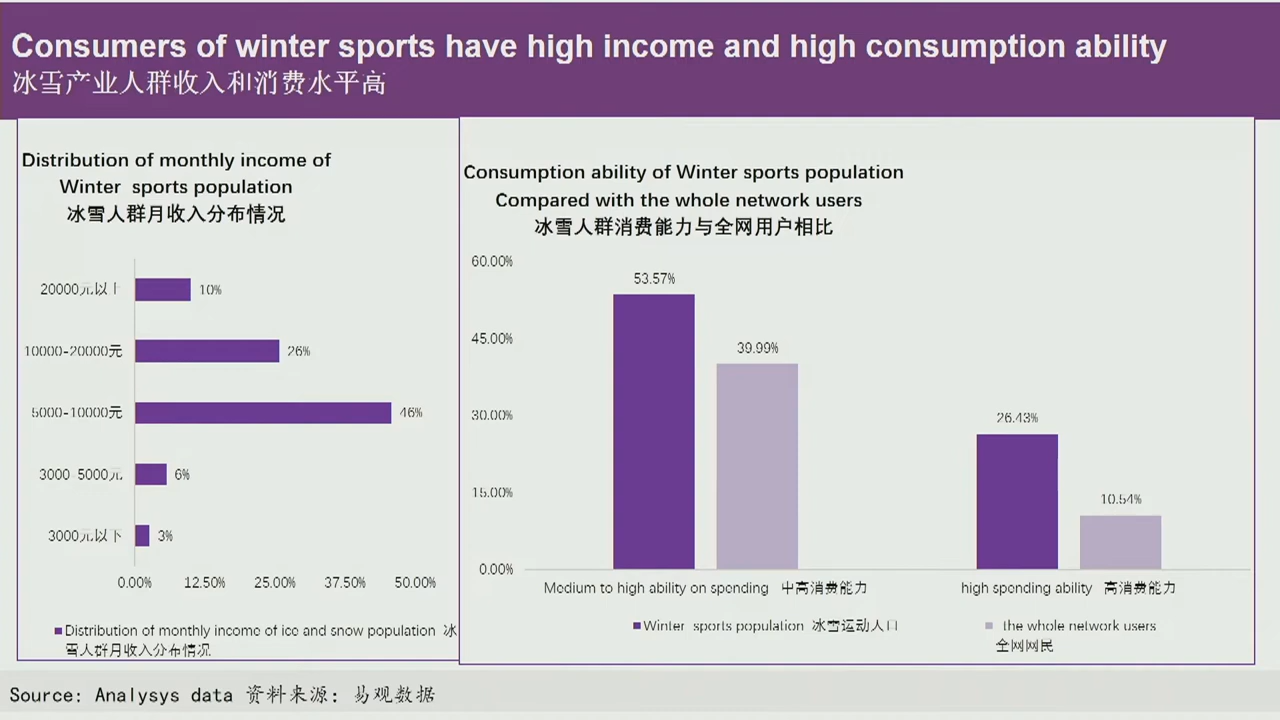 Consumers of winter sports have high income and high consumption ability
冰雪产业人群收入和消费水平高
Distribution of monthly income of
Winter sports population
冰雪人群月收入分布情况
20000元以上
10%
10000-20000元
26%
5000-10000元
46%
3000 5000元
6%
3000元以下
3%
0.00%
12.50%
25.00%
37.50%
50.00%
Distribution of monthly income of ice and snow population 冰
雪人群月收入分布情况
Consumption ability of Winter sports population
Compared with the whole network users
冰雪人群消费能力与全网用户相比
60.00%
45.00%
30.00%
15.00%
0.00%
53.57%
39.99%
26.43%
10.54%
Medium to high ability on spending 中高消费能力
high spending ability 高消费能力
Winter sports population 冰雪运动人口
the whole network users
全网网民
Source: Analysys data 资料来源: 易观数据